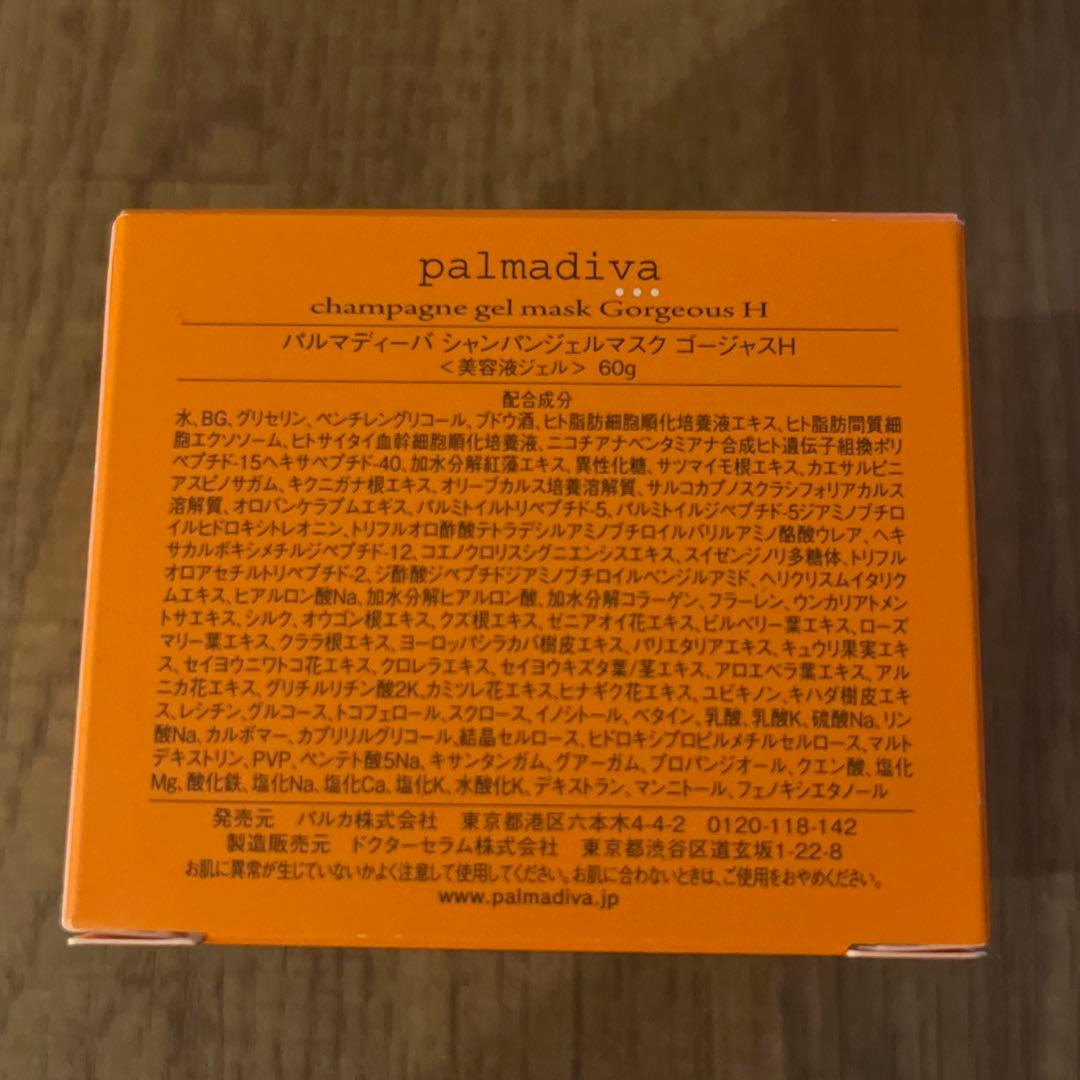 palmadiva
champagne gel mask Gorgeous H
パルマディーバ シャンパンジェルマスク ゴージャスH
＜美容液ジェル＞ 60g
配合成分
水、BG、グリセリン、ペンチレングリコール、ブドウ酒、ヒト脂肪細胞順化培養液エキス、ヒト脂肪間質細
胞エクソソーム、ヒトサイタイ血幹細胞順化培養液、ニコチアナベンタミアナ合成ヒト遺伝子組換ポリ
ペプチド-15ヘキサペプチド-40、加水分解紅藻エキス、異性化糖、サツマイモ根エキス、カエサルピニ
アスピノサガム、キクニガナ根エキス、オリーブカルス培養溶解質、サルコカプノスクラシフォリアカルス
溶解質、オロバンケラプムエキス、パルミトイルトリペプチド-5、パルミトイルジペプチド-5ジアミノブチロ
イルヒドロキシトレオニン、トリフルオロ酢酸テトラデシルアミノブチロイルバリルアミノ酪酸ウレア、ヘキ
サカルボキシメチルジペプチド-12、コエノクロリスシグニエンシスエキス、スイゼンジノリ多糖体、トリフル
オロアセチルトリペプチド-2、ジ酢酸ジペプチドジアミノブチロイルベンジルアミド、ヘリクリスムイタリク
ムエキス、ヒアルロン酸Na、加水分解ヒアルロン酸、加水分解コラーゲン、フラーレン、ウンカリアトメン
トサエキス、シルク、オウゴン根エキス、クズ根エキス、ゼニアオイ花エキス、ビルベリー葉エキス、ローズ
マリー葉エキス、クララ根エキス、ヨーロッパシラカバ樹皮エキス、パリエタリアエキス、キュウリ果実エキ
ス、セイヨウニワトコ花エキス、クロレラエキス、セイヨウキズタ葉/茎エキス、アロエベラ葉エキス、アル
ニカ花エキス、グリチルリチン酸2K、カミツレ花エキス、ヒナギク花エキス、ユビキノン、キハダ樹皮エキ
ス、レシチン、グルコース、トコフェロール、スクロース、イノシトール、ベタイン、乳酸、乳酸K、硫酸Na、リン
酸Na、カルボマー、カプリリルグリコール、結晶セルロース、ヒドロキシプロピルメチルセルロース、マルト
デキストリン、PVP、ペンテト酸5Na、キサンタンガム、グアーガム、プロパンジオール、クエン酸、塩化
Mg、酸化鉄、塩化Na、塩化Ca、塩化K、水酸化K、デキストラン、マンニトール、フェノキシエタノール
発売元 パルカ株式会社 東京都港区六本木4-4-2 0120-118-142
製造販売元 ドクターセラム株式会社 東京都渋谷区道玄坂1-22-8
お肌に異常が生じていないかよく注意して使用してください。お肌に合わないときは、ご使用をおやめください。
www.palmadiva.jp